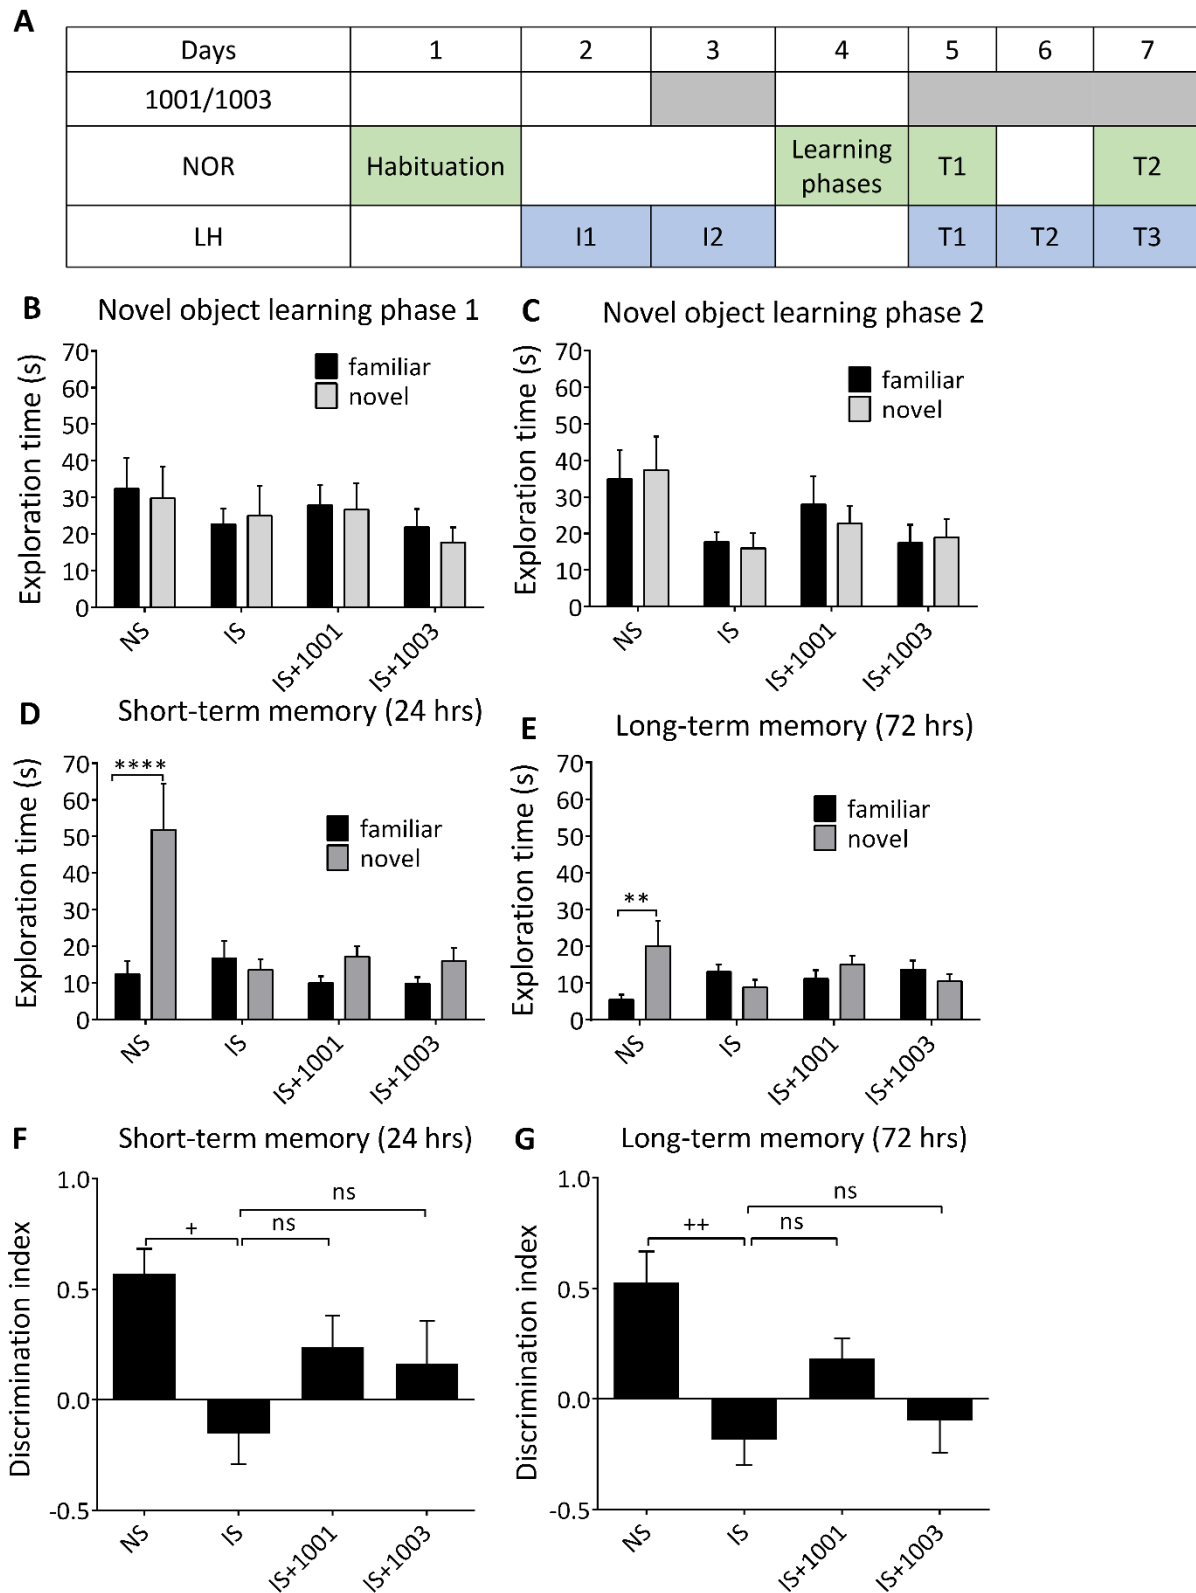 A
Days 1 2 3 4 5 6 7
1001/1003
NOR Habituation Learning phases T1 T2
LH I1 I2 T1 T2 T3
B Novel object learning phase 1
Exploration time (s)
70
60
50
40
30
20
10
0
familiar
novel
NS IS IS+1001 IS+1003
C Novel object learning phase 2
Exploration time (s)
70
60
50
40
30
20
10
0
familiar
novel
NS IS IS+1001 IS+1003
D Short-term memory (24 hrs)
Exploration time (s)
70
60
50
40
30
20
10
0
****
familiar
novel
NS IS IS+1001 IS+1003
E Long-term memory (72 hrs)
Exploration time (s)
70
60
50
40
30
20
10
0
**
familiar
novel
NS IS IS+1001 IS+1003
F Short-term memory (24 hrs)
Discrimination index
1.0
0.5
0.0
-0.5
ns
+ ns
NS IS IS+1001 IS+1003
G Long-term memory (72 hrs)
Discrimination index
1.0
0.5
0.0
-0.5
ns
++ ns
NS IS IS+1001 IS+1003